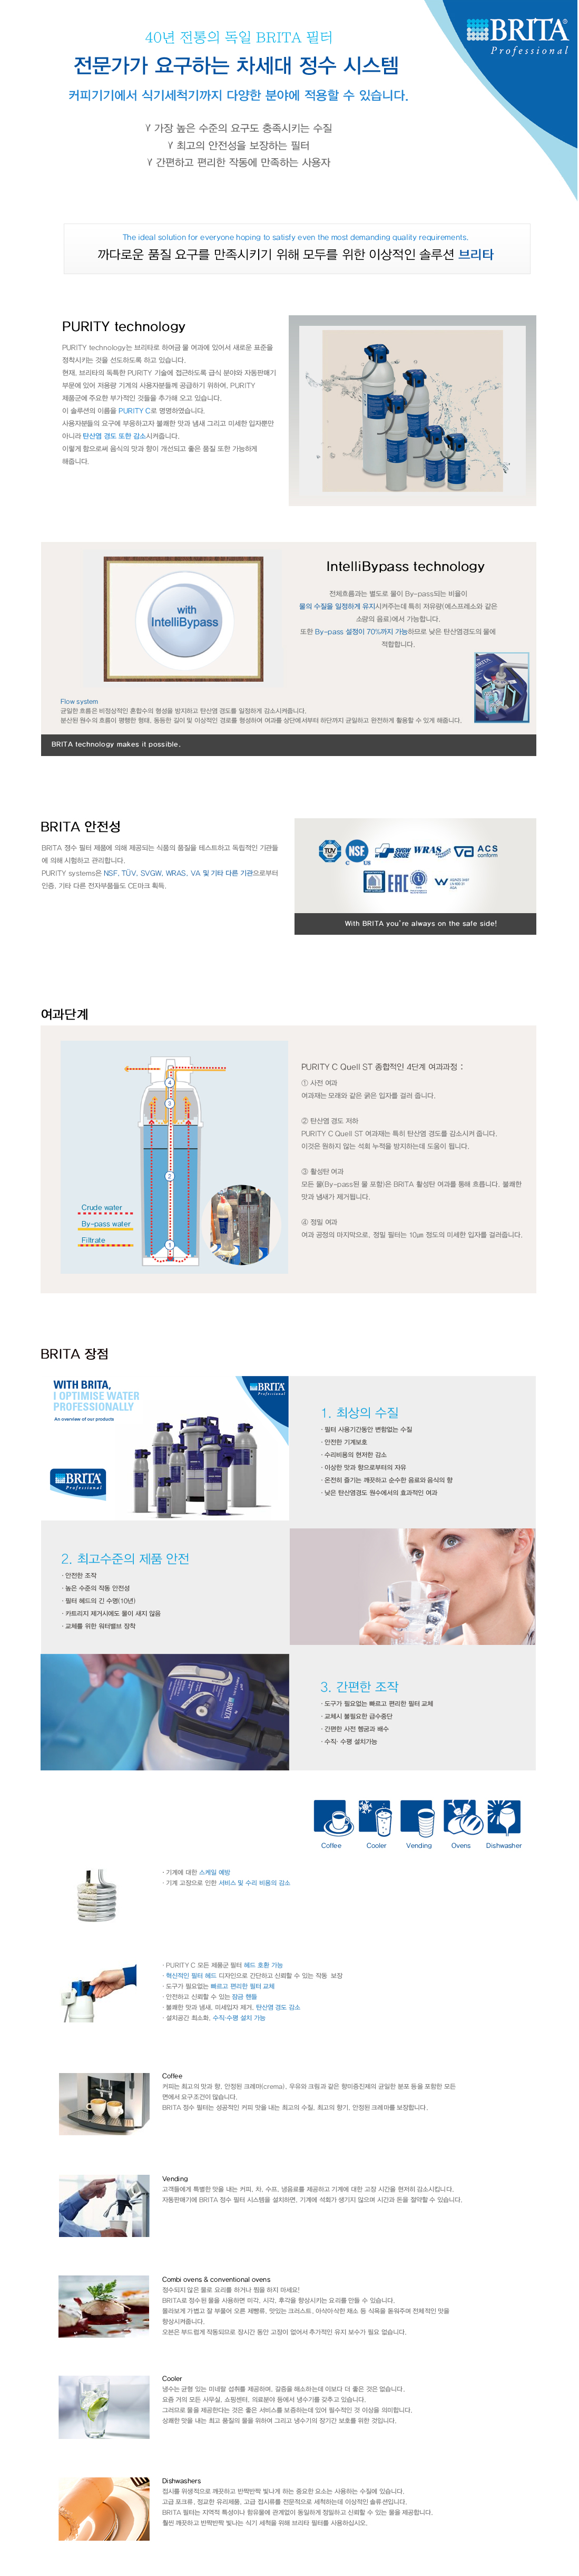 40년 전통의 독일 BRITA 필터
BRITA
Professional
전문가가 요구하는 차세대 정수 시스템
커피기기에서 식기세척기까지 다양한 분야에 적용할 수 있습니다.
가장 높은 수준의 요구도 충족시키는 수질
최고의 안전성을 보장하는 필터
간편하고 편리한 작동에 만족하는 사용자
The ideal solution for everyone hoping to satisfy even the most demanding quality requirements.
까다로운 품질 요구를 만족시키기 위해 모두를 위한 이상적인 솔루션 브리타
PURITY technology
PURITY technology는 브리타로 하여금 물 여과에 있어서 새로운 표준을
정착시키는 것을 선도하도록 하고 있습니다.
현재, 브리타의 독특한 PURITY 기술에 접근하도록 급식 분야와 자동판매기
부문에 있어 저용량 기계의 사용자분들께 공급하기 위하여, PURITY
제품군에 주요한 부가적인 것들을 추가해 오고 있습니다.
이 솔루션의 이름을 PURITY C로 명명하였습니다.
사용자분들의 요구에 부응하고자 불쾌한 맛과 냄새 그리고 미세한 입자뿐만
아니라 탄산염 경도 또한 감소시켜줍니다.
이렇게 함으로써 음식의 맛과 향이 개선되고 좋은 품질 또한 가능하게
해줍니다.
with
IntelliBypass
IntelliBypass technology
전체흐름과는 별도로 물이 By-pass되는 비율이
물의 수질을 일정하게 유지시켜주는데 특히 저유량(에스프레소와 같은
소량의 음료)에서 가능합니다.
또한 By-pass 설정이 70%까지 가능하므로 낮은 탄산염경도의 물에
적합합니다.
Flow system
균일한 흐름은 비정상적인 혼합수의 형성을 방지하고 탄산염 경도를 일정하게 감소시켜줍니다.
분산된 원수의 흐름이 평행한 형태, 동등한 길이 및 이상적인 경로를 형성하여 여과를 상단에서부터 하단까지 균일하고 완전하게 활용할 수 있게 해줍니다.
BRITA technology makes it possible.
BRITA 안전성
BRITA 정수 필터 제품에 의해 제공되는 식품의 품질을 테스트하고 독립적인 기관들
에 의해 시험하고 관리합니다.
PURITY systems은 NSF, TÜV, SVGW, WRAS, VA 및 기타 다른 기관으로부터
인증, 기타 다른 전자부품들도 CE마크 획득.
TÜV NSF SVGW SSIGE WRAS VA ACS conform
C US
EAC
With BRITA you're always on the safe side!
여과단계
4
3
2
1
Crude water
By-pass water
Filtrate
PURITY C Quell ST 종합적인 4단계 여과과정 :
① 사전 여과
여과재는 모래와 같은 굵은 입자를 걸러 줍니다.
② 탄산염 경도 저하
PURITY C Quell ST 여과재는 특히 탄산염 경도를 감소시켜 줍니다.
이것은 원하지 않는 석회 누적을 방지하는데 도움이 됩니다.
③ 활성탄 여과
모든 물(By-pass된 물 포함)은 BRITA 활성탄 여과를 통해 흐릅니다. 불쾌한
맛과 냄새가 제거됩니다.
④ 정밀 여과
여과 공정의 마지막으로, 정밀 필터는 10㎛ 정도의 미세한 입자를 걸러줍니다.
BRITA 장점
WITH BRITA,
I OPTIMISE WATER
PROFESSIONALLY
An overview of our products
BRITA
Professional
BRITA
Professional
1. 최상의 수질
· 필터 사용기간동안 변함없는 수질
· 안전한 기계보호
· 수리비용의 현저한 감소
· 이상한 맛과 향으로부터의 자유
· 온전히 즐기는 깨끗하고 순수한 음료와 음식의 향
· 낮은 탄산염경도 원수에서의 효과적인 여과
2. 최고수준의 제품 안전
· 안전한 조작
· 높은 수준의 작동 안전성
· 필터 헤드의 긴 수명(10년)
· 카트리지 제거시에도 물이 새지 않음
· 교체를 위한 워터밸브 장착
3. 간편한 조작
· 도구가 필요없는 빠르고 편리한 필터 교체
· 교체시 불필요한 급수중단
· 간편한 사전 헹굼과 배수
· 수직· 수평 설치가능
Coffee
Cooler
Vending
Ovens
Dishwasher
· 기계에 대한 스케일 예방
· 기계 고장으로 인한 서비스 및 수리 비용의 감소
· PURITY C 모든 제품군 필터 헤드 호환 가능
· 혁신적인 필터 헤드 디자인으로 간단하고 신뢰할 수 있는 작동 보장
· 도구가 필요없는 빠르고 편리한 필터 교체
· 안전하고 신뢰할 수 있는 잠금 핸들
· 불쾌한 맛과 냄새, 미세입자 제거, 탄산염 경도 감소
· 설치공간 최소화, 수직·수평 설치 가능
Coffee
커피는 최고의 맛과 향, 안정된 크레마(crema), 우유와 크림과 같은 향미증진제의 균일한 분포 등을 포함한 모든
면에서 요구조건이 많습니다.
BRITA 정수 필터는 성공적인 커피 맛을 내는 최고의 수질, 최고의 향기, 안정된 크레마를 보장합니다.
Vending
고객들에게 특별한 맛을 내는 커피, 차, 수프, 냉음료를 제공하고 기계에 대한 고장 시간을 현저히 감소시킵니다.
자동판매기에 BRITA 정수 필터 시스템을 설치하면, 기계에 석회가 생기지 않으며 시간과 돈을 절약할 수 있습니다.
Combi ovens & conventional ovens
정수되지 않은 물로 요리를 하거나 찜을 하지 마세요!
BRITA로 정수된 물을 사용하면 미각, 시각, 후각을 향상시키는 요리를 만들 수 있습니다.
몰라보게 가볍고 잘 부풀어 오른 제빵류, 맛있는 크러스트, 아삭아삭한 채소 등 식욕을 돋워주며 전체적인 맛을
향상시켜줍니다.
오븐은 부드럽게 작동되므로 장시간 동안 고장이 없어서 추가적인 유지 보수가 필요 없습니다.
Cooler
냉수는 균형 있는 미네랄 섭취를 제공하며, 갈증을 해소하는데 이보다 더 좋은 것은 없습니다.
요즘 거의 모든 사무실, 쇼핑센터, 의료분야 등에서 냉수기를 갖추고 있습니다.
그러므로 물을 제공한다는 것은 좋은 서비스를 보증하는데 있어 필수적인 것 이상을 의미합니다.
상쾌한 맛을 내는 최고 품질의 물을 위하여 그리고 냉수기의 장기간 보호를 위한 것입니다.
Dishwashers
접시를 위생적으로 깨끗하고 반짝반짝 빛나게 하는 중요한 요소는 사용하는 수질에 있습니다.
고급 포크류, 정교한 유리제품, 고급 접시류를 전문적으로 세척하는데 이상적인 솔루션입니다.
BRITA 필터는 지역적 특성이나 함유물에 관계없이 동일하게 정밀하고 신뢰할 수 있는 물을 제공합니다.
훨씬 깨끗하고 반짝반짝 빛나는 식기 세척을 위해 브리타 필터를 사용하십시오.